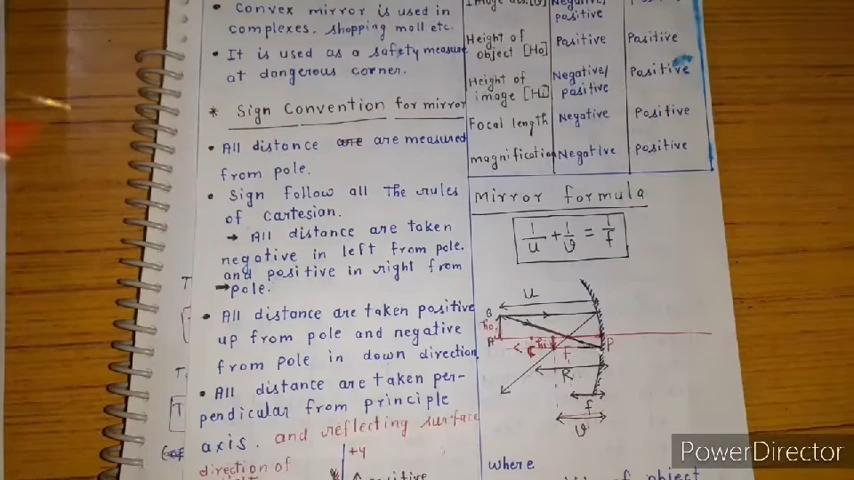 • Convex mirror is used in
complexes. shopping moll etc.
• It is used as a safety measure
at dangerous corner.
* Sign Convention for mirror
• All distance are measured
from pole.
• Sign follow all the rules
of cartesian.
→ All distance are taken
negative in left from pole.
and positive in right from
→ pole.
• All distance are taken positive
up from pole and negative
from pole in down direction
• All distance are taken per-
pendicular from principle
axis. and reflecting surface
direction of
+y
positive
Negative/
positive
Height of
object [Ho] Positive Positive
Height of
image [Hi] Negative/
positive Positive
Focal length Negative Positive
magnification Negative Positive
Mirror formula
1/u + 1/v = 1/f
u
B
ho
A
hi
f
P
R
f
v
where
of object
PowerDirector